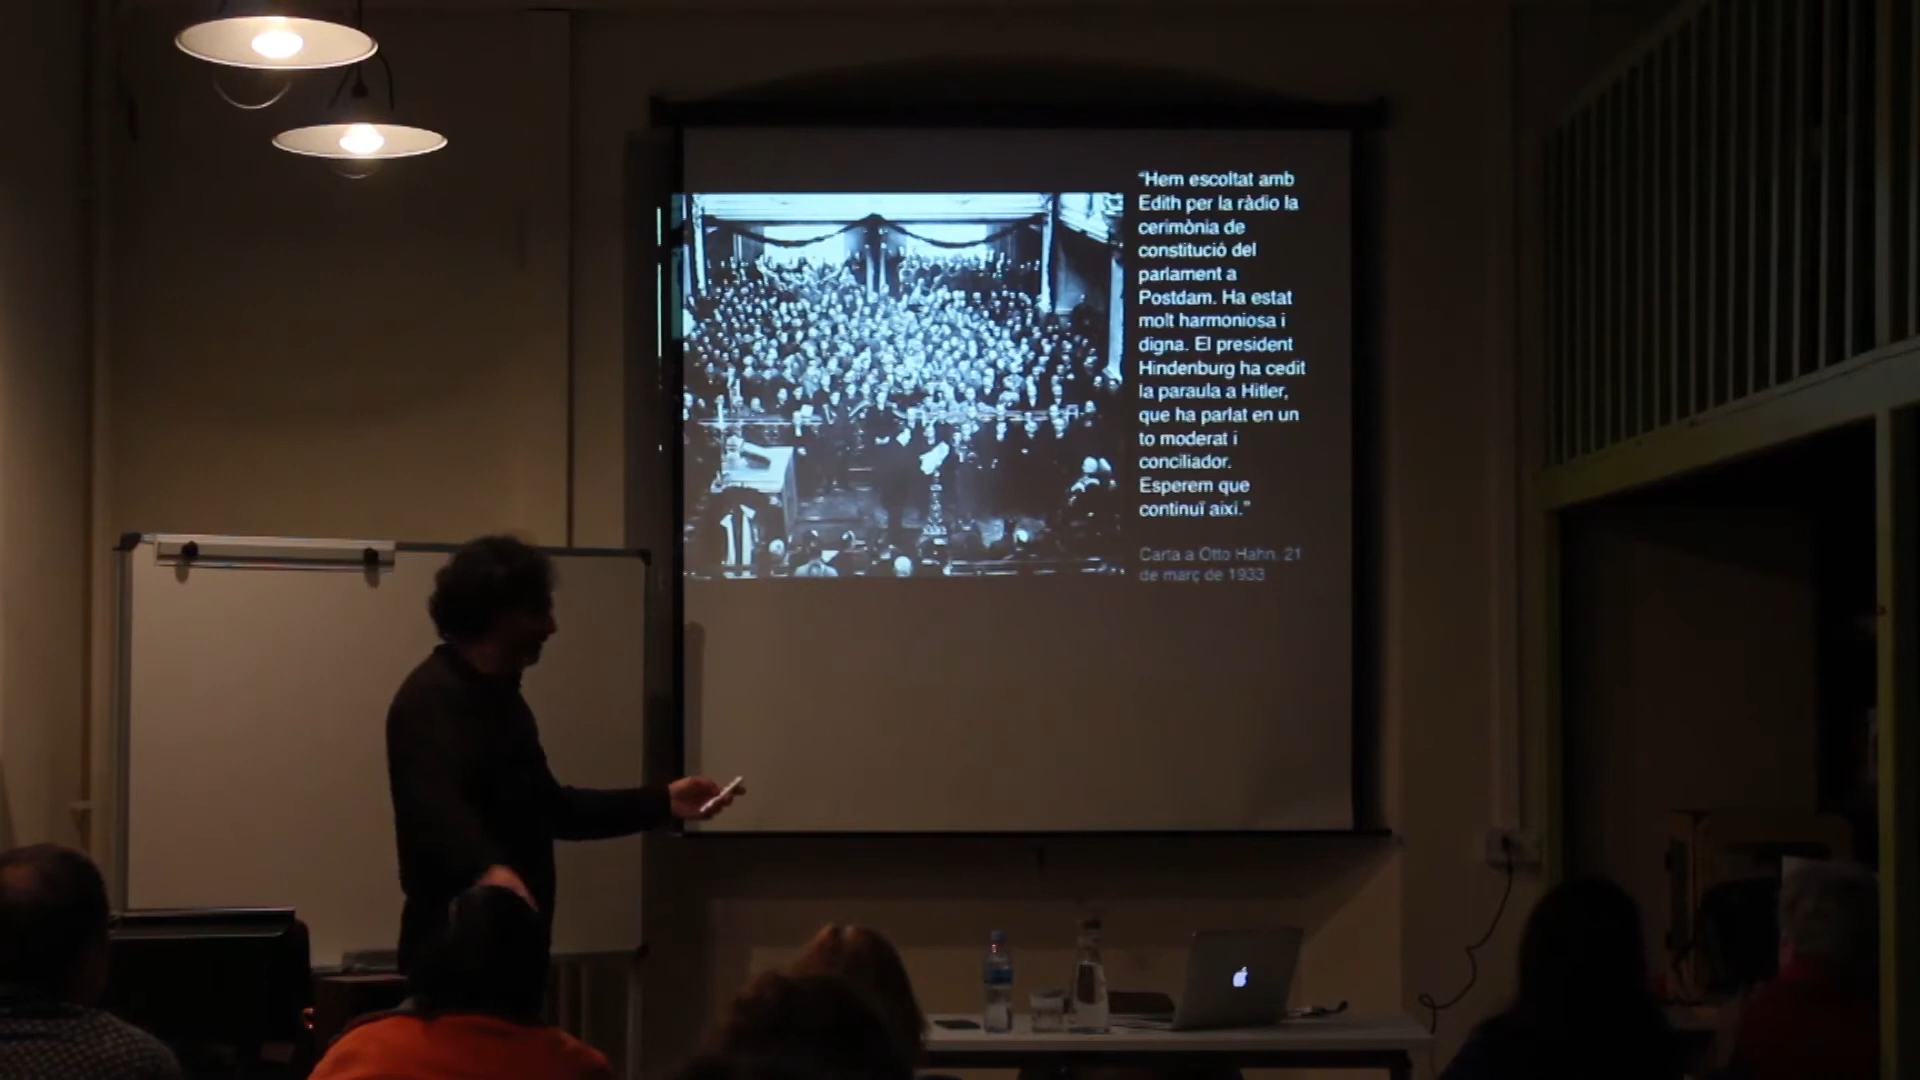 “Hem escoltat amb
Edith per la ràdio la
cerimònia de
constitució del
parlament a
Postdam. Ha estat
molt harmoniosa i
digna. El president
Hindenburg ha cedit
la paraula a Hitler,
que ha parlat en un
to moderat i
conciliador.
Esperem que
continuï així.”
Carta a Otto Hahn. 21
de març de 1933